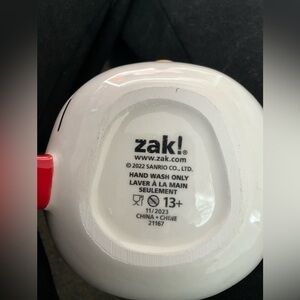 zak!®
www.zak.com
© 2022 SANRIO CO., LTD.
HAND WASH ONLY
LAVER À LA MAIN
SEULEMENT
13+
11/2023
CHINA • CHINE
21167